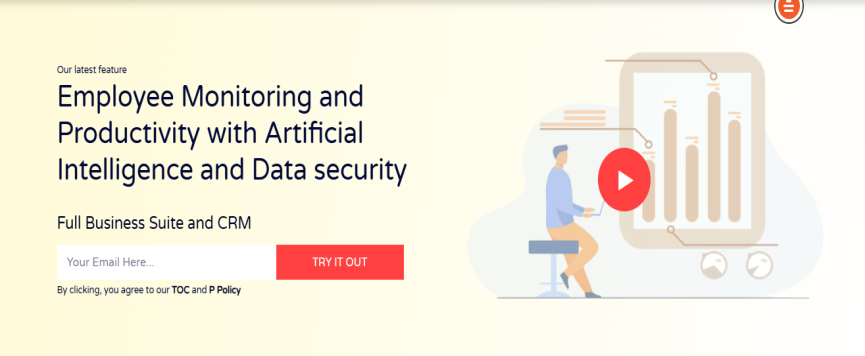 Our latest feature
Employee Monitoring and
Productivity with Artificial
Intelligence and Data security
Full Business Suite and CRM
Your Email Here...
TRY IT OUT
By clicking, you agree to our TOC and P Policy